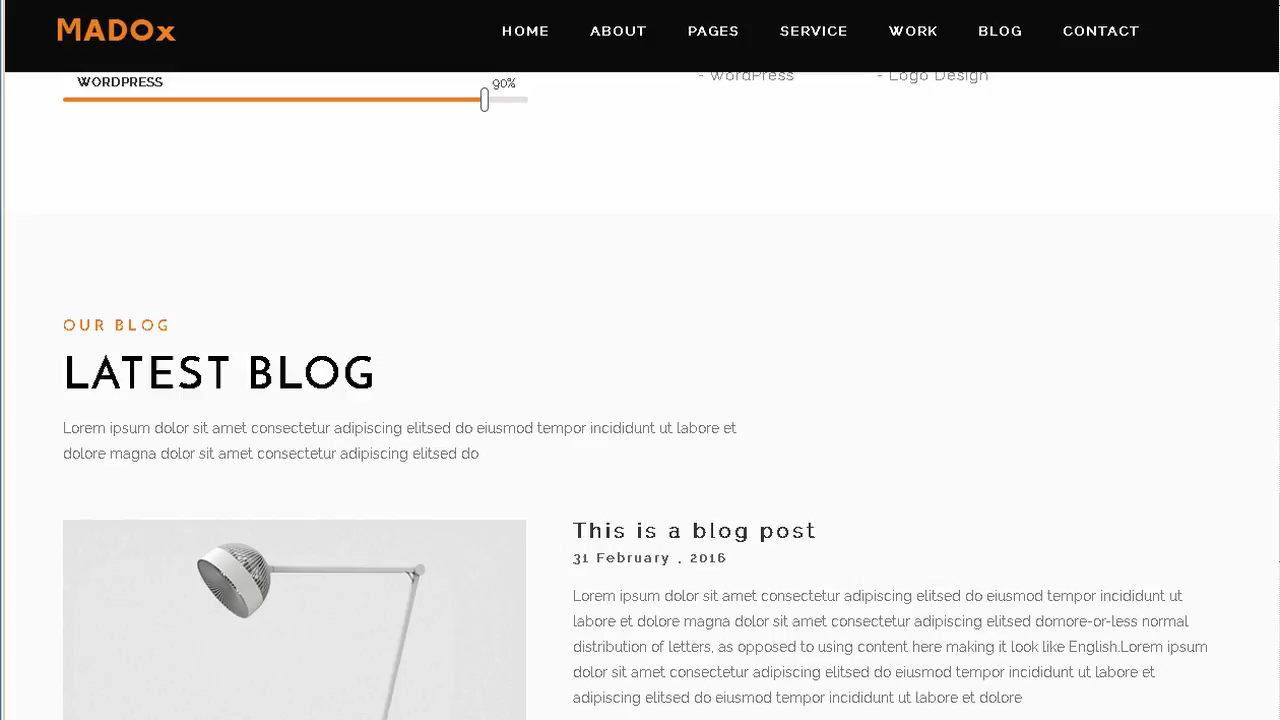 MADOx
HOME ABOUT PAGES SERVICE WORK BLOG CONTACT
WORDPRESS 90%
- WordPress - Logo Design
OUR BLOG
LATEST BLOG
Lorem ipsum dolor sit amet consectetur adipiscing elitsed do eiusmod tempor incididunt ut labore et
dolore magna dolor sit amet consectetur adipiscing elitsed do
This is a blog post
31 February , 2016
Lorem ipsum dolor sit amet consectetur adipiscing elitsed do eiusmod tempor incididunt ut
labore et dolore magna dolor sit amet consectetur adipiscing elitsed domore-or-less normal
distribution of letters, as opposed to using content here making it look like English.Lorem ipsum
dolor sit amet consectetur adipiscing elitsed do eiusmod tempor incididunt ut labore et
adipiscing elitsed do eiusmod tempor incididunt ut labore et dolore